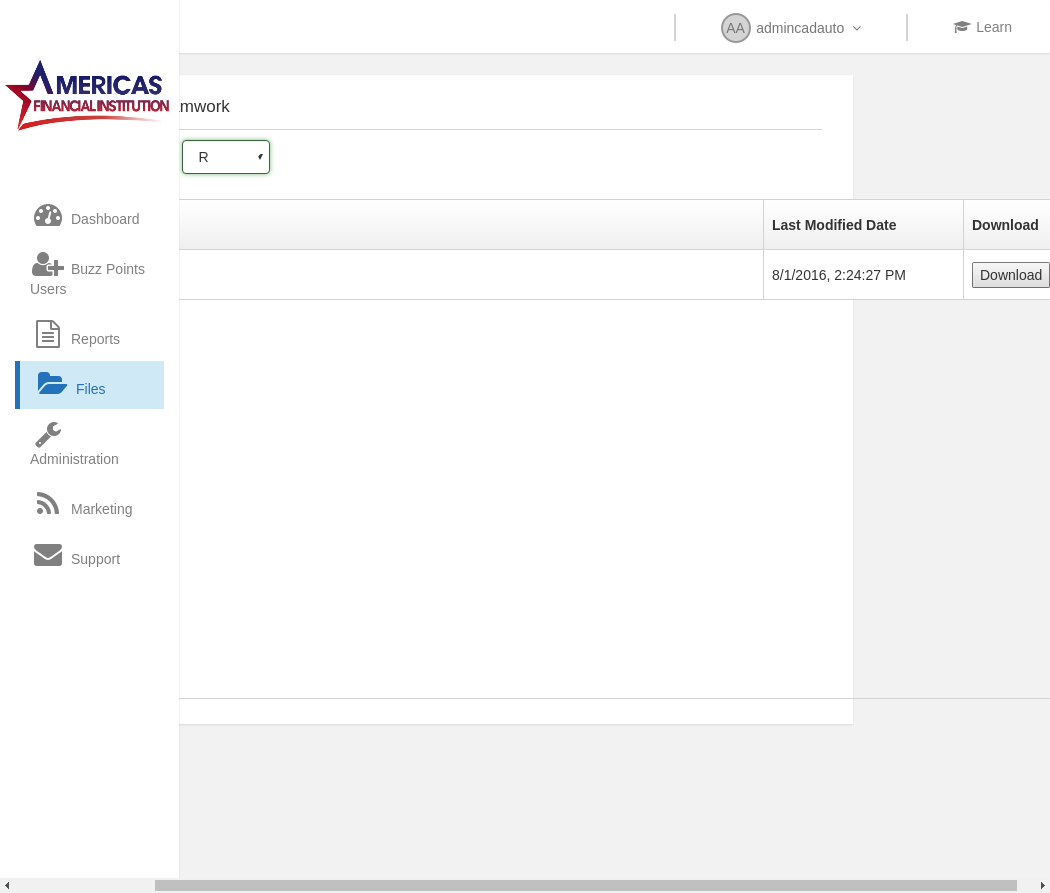 AA admincadauto
Learn
AMERICAS
FINANCIAL INSTITUTION
mwork
R
Last Modified Date
Download
8/1/2016, 2:24:27 PM
Download
Dashboard
Buzz Points
Users
Reports
Files
Administration
Marketing
Support